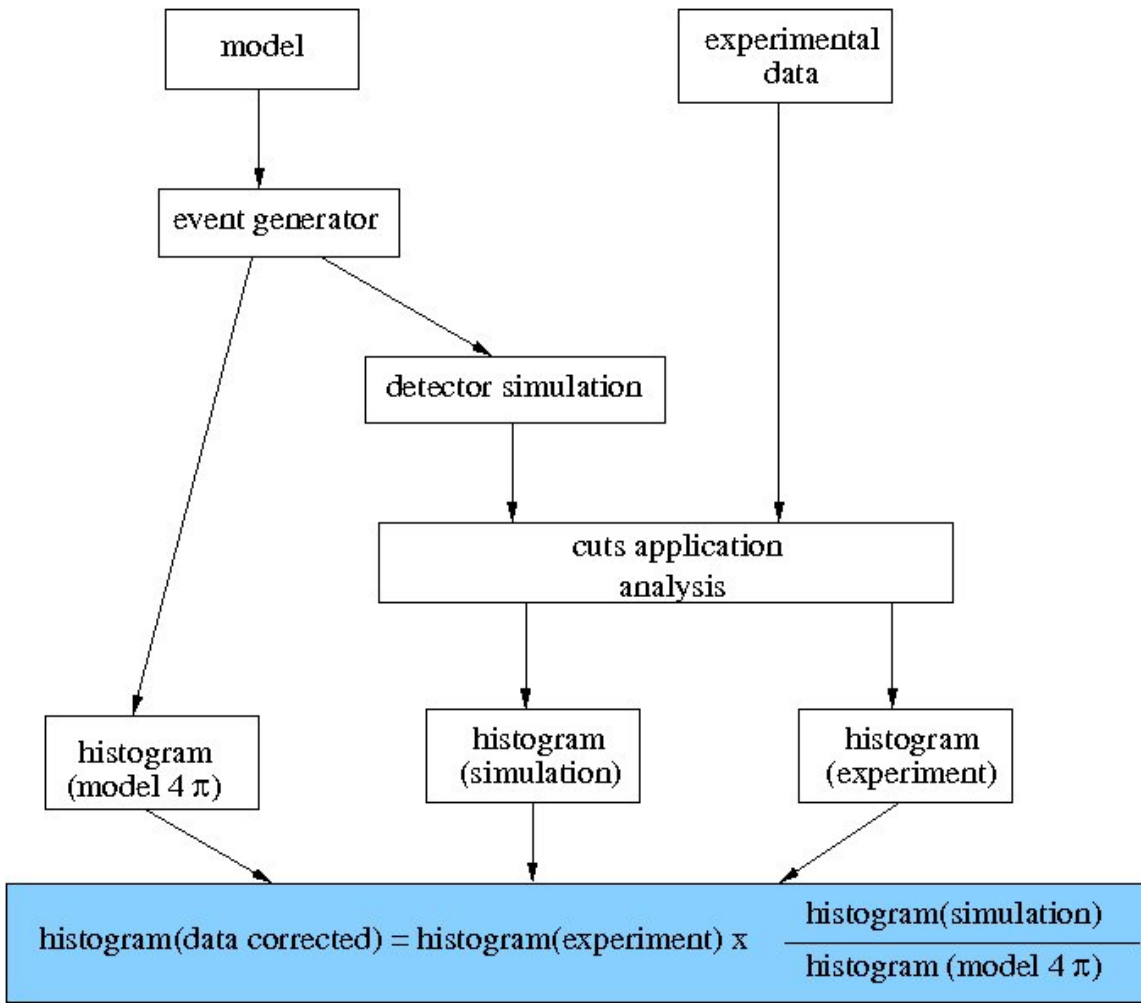 model
experimental
data
event generator
detector simulation
cuts application
analysis
histogram
(model 4 π)
histogram
(simulation)
histogram
(experiment)
histogram(data corrected) = histogram(experiment) x
histogram(simulation)
histogram (model 4 π)